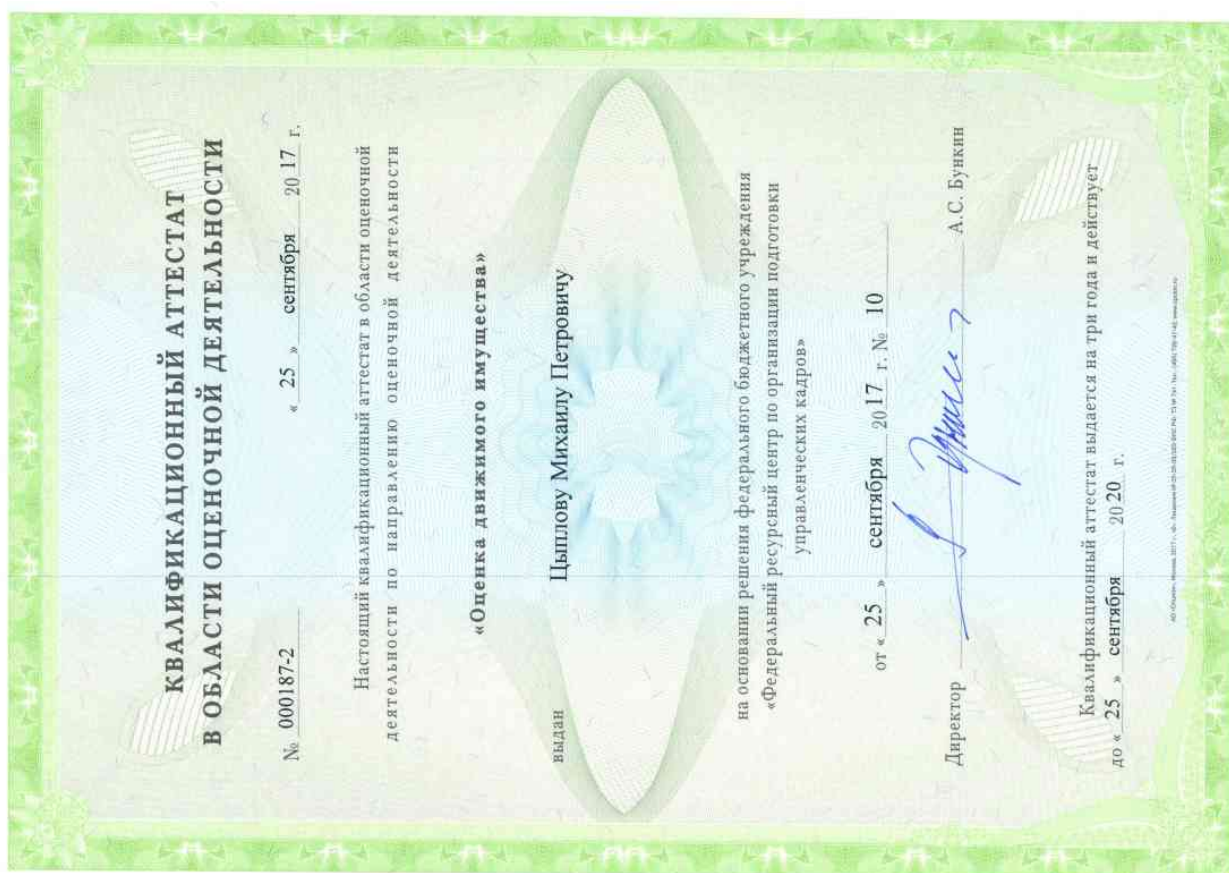 КВАЛИФИКАЦИОННЫЙ АТТЕСТАТ
В ОБЛАСТИ ОЦЕНОЧНОЙ ДЕЯТЕЛЬНОСТИ
№ 000187-2 « 25 » сентября 20 17 г.
Настоящий квалификационный аттестат в области оценочной
деятельности по направлению оценочной деятельности
«Оценка движимого имущества»
выдан Цыплову Михаилу Петровичу
на основании решения федерального бюджетного учреждения
«Федеральный ресурсный центр по организации подготовки
управленческих кадров»
от « 25 » сентября 20 17 г. № 10
Директор А.С. Бункин
Квалификационный аттестат выдается на три года и действует
до « 25 » сентября 20 20 г.